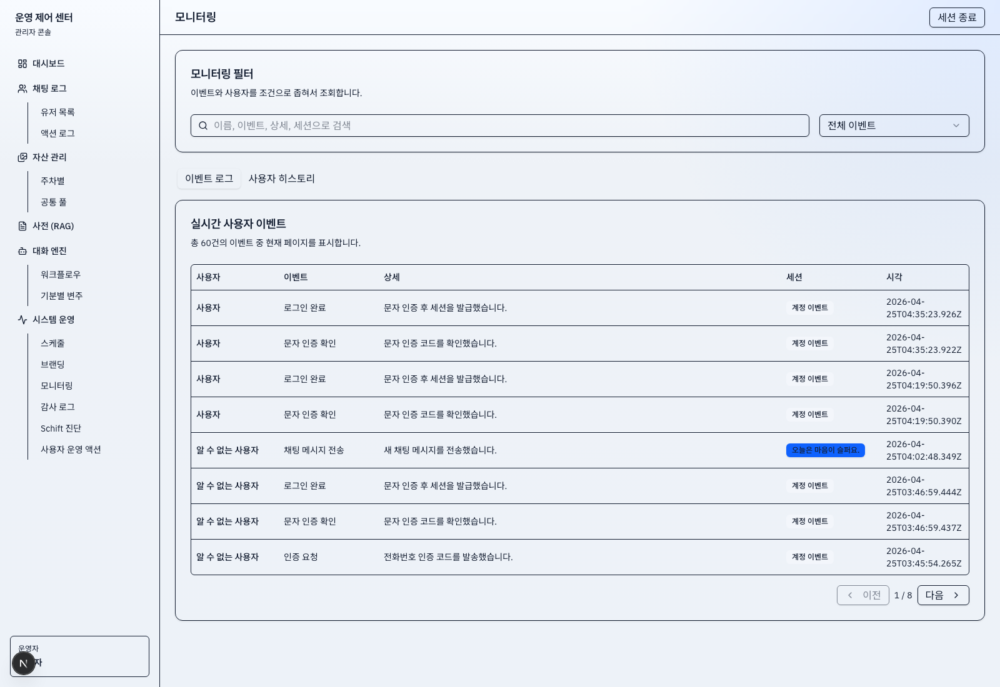 운영 제어 센터
관리자 콘솔
대시보드
채팅 로그
유저 목록
액션 로그
자산 관리
주차별
공통 풀
사전 (RAG)
대화 엔진
워크플로우
기분별 변주
시스템 운영
스케줄
브랜딩
모니터링
감사 로그
Schift 진단
사용자 운영 액션
운영자
자
N
모니터링
세션 종료
모니터링 필터
이벤트와 사용자를 조건으로 좁혀서 조회합니다.
이름, 이벤트, 상세, 세션으로 검색
전체 이벤트
이벤트 로그 사용자 히스토리
실시간 사용자 이벤트
총 60건의 이벤트 중 현재 페이지를 표시합니다.
사용자 이벤트 상세 세션 시각
사용자 로그인 완료 문자 인증 후 세션을 발급했습니다. 계정 이벤트 2026-04-
25T04:35:23.926Z
사용자 문자 인증 확인 문자 인증 코드를 확인했습니다. 계정 이벤트 2026-04-
25T04:35:23.922Z
사용자 로그인 완료 문자 인증 후 세션을 발급했습니다. 계정 이벤트 2026-04-
25T04:19:50.396Z
사용자 문자 인증 확인 문자 인증 코드를 확인했습니다. 계정 이벤트 2026-04-
25T04:19:50.390Z
알 수 없는 사용자 채팅 메시지 전송 새 채팅 메시지를 전송했습니다. 오늘은 마음이 슬퍼요. 2026-04-
25T04:02:48.349Z
알 수 없는 사용자 로그인 완료 문자 인증 후 세션을 발급했습니다. 계정 이벤트 2026-04-
25T03:46:59.444Z
알 수 없는 사용자 문자 인증 확인 문자 인증 코드를 확인했습니다. 계정 이벤트 2026-04-
25T03:46:59.437Z
알 수 없는 사용자 인증 요청 전화번호 인증 코드를 발송했습니다. 계정 이벤트 2026-04-
25T03:45:54.265Z
이전 1 / 8 다음